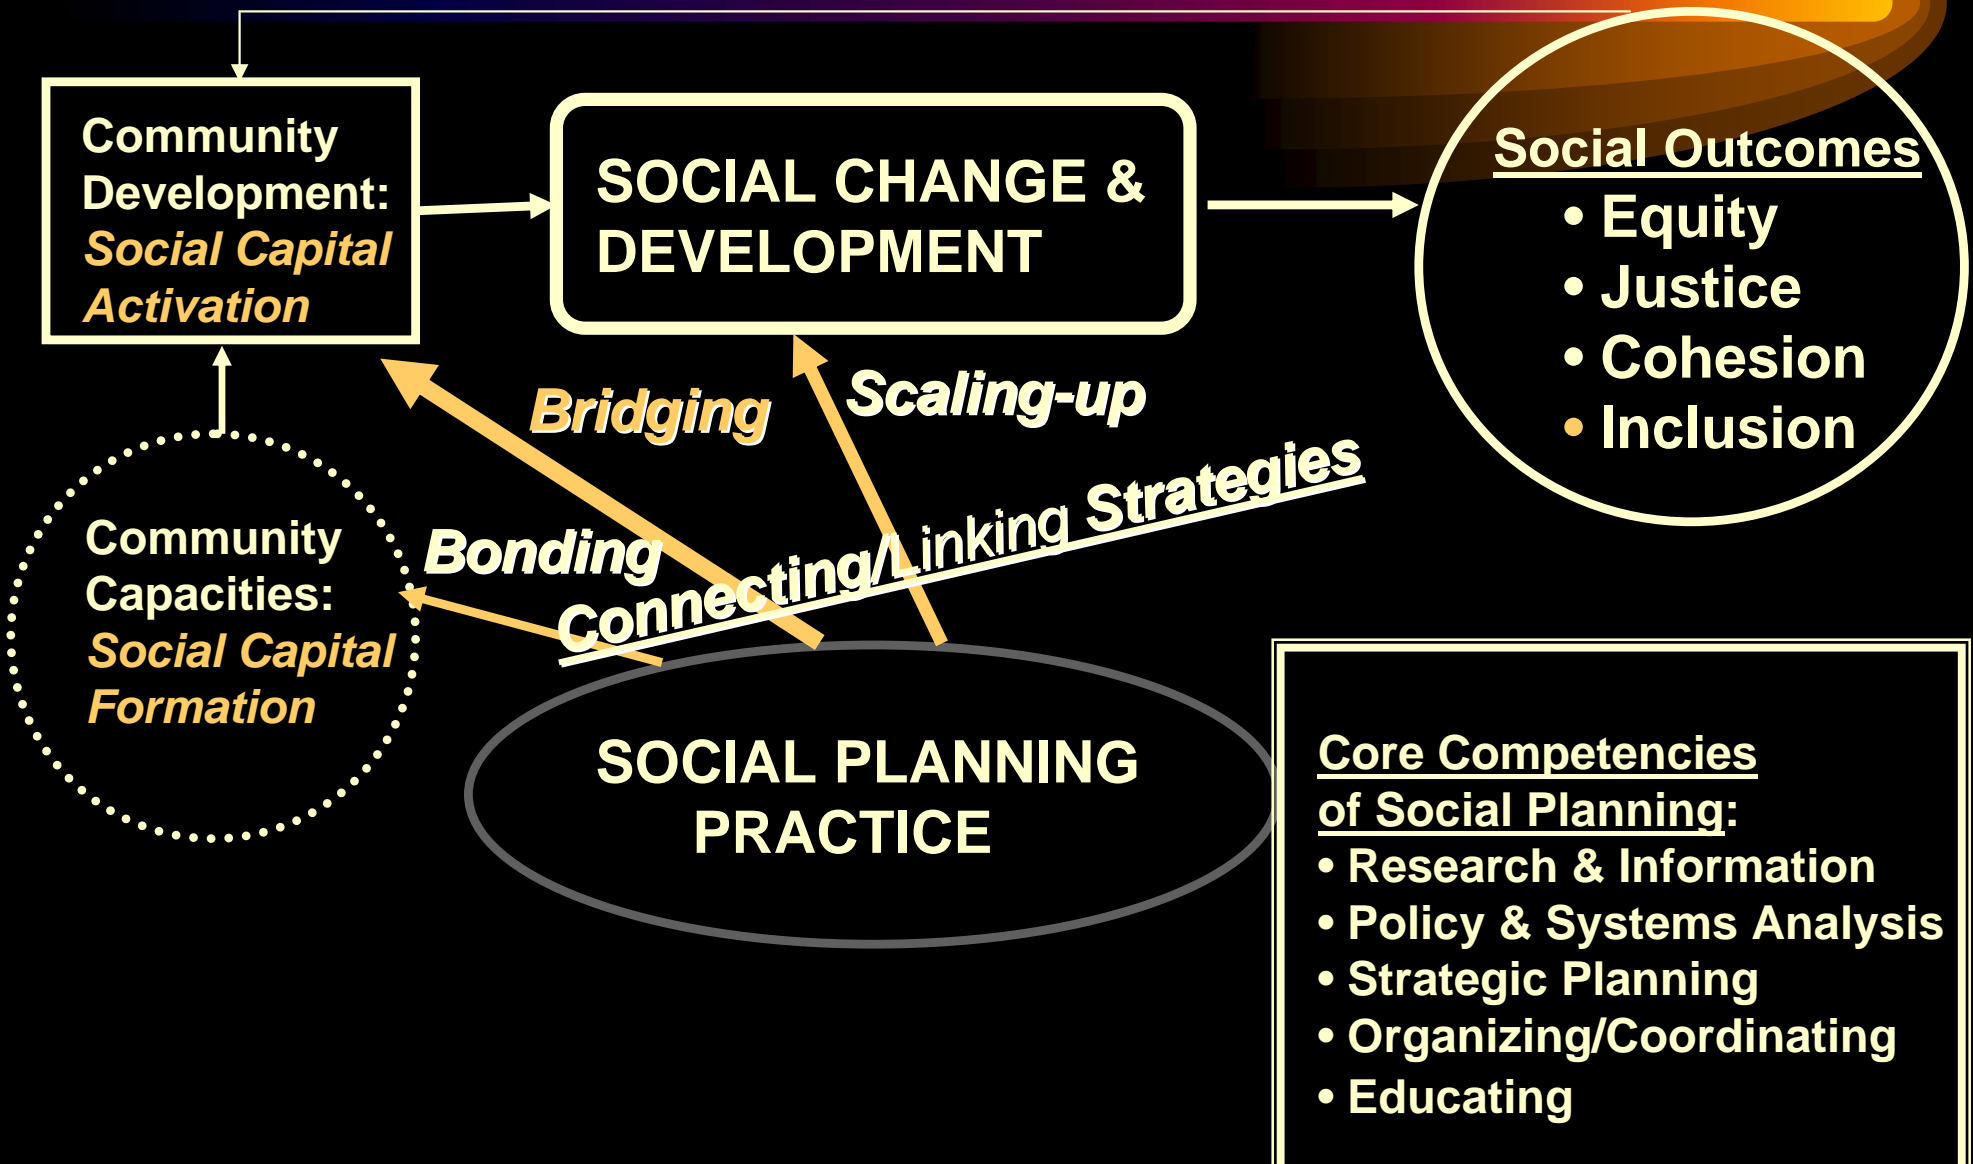 Community
Development:
Social Capital
Activation
SOCIAL CHANGE &
DEVELOPMENT
Social Outcomes
• Equity
• Justice
• Cohesion
• Inclusion
Bridging
Scaling-up
Bonding
Connecting/Linking Strategies
Community
Capacities:
Social Capital
Formation
SOCIAL PLANNING
PRACTICE
Core Competencies
of Social Planning:
• Research & Information
• Policy & Systems Analysis
• Strategic Planning
• Organizing/Coordinating
• Educating